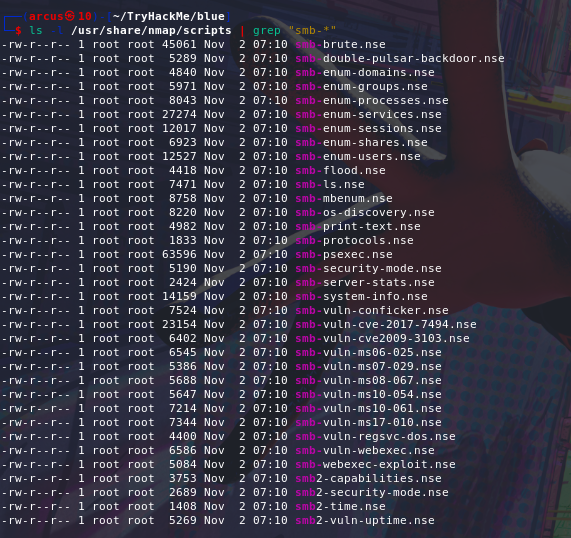 (arcus㉿10) ~/TryHackMe/blue
$ ls /usr/share/nmap/scripts | grep "smb-*"
-rw-r--r-- 1 root root 45061 Nov 2 07:10 smb-brute.nse
-rw-r--r-- 1 root root 5289 Nov 2 07:10 smb-double-pulsar-backdoor.nse
-rw-r--r-- 1 root root 4840 Nov 2 07:10 smb-enum-domains.nse
-rw-r--r-- 1 root root 5971 Nov 2 07:10 smb-enum-groups.nse
-rw-r--r-- 1 root root 8043 Nov 2 07:10 smb-enum-processes.nse
-rw-r--r-- 1 root root 27274 Nov 2 07:10 smb-enum-services.nse
-rw-r--r-- 1 root root 12017 Nov 2 07:10 smb-enum-sessions.nse
-rw-r--r-- 1 root root 6923 Nov 2 07:10 smb-enum-shares.nse
-rw-r--r-- 1 root root 12527 Nov 2 07:10 smb-enum-users.nse
-rw-r--r-- 1 root root 4418 Nov 2 07:10 smb-flood.nse
-rw-r--r-- 1 root root 7471 Nov 2 07:10 smb-ls.nse
-rw-r--r-- 1 root root 8758 Nov 2 07:10 smb-mbenum.nse
-rw-r--r-- 1 root root 8220 Nov 2 07:10 smb-os-discovery.nse
-rw-r--r-- 1 root root 4982 Nov 2 07:10 smb-print-text.nse
-rw-r--r-- 1 root root 1833 Nov 2 07:10 smb-protocols.nse
-rw-r--r-- 1 root root 63596 Nov 2 07:10 smb-psexec.nse
-rw-r--r-- 1 root root 5190 Nov 2 07:10 smb-security-mode.nse
-rw-r--r-- 1 root root 2424 Nov 2 07:10 smb-server-stats.nse
-rw-r--r-- 1 root root 14159 Nov 2 07:10 smb-system-info.nse
-rw-r--r-- 1 root root 7524 Nov 2 07:10 smb-vuln-conficker.nse
-rw-r--r-- 1 root root 23154 Nov 2 07:10 smb-vuln-cve-2017-7494.nse
-rw-r--r-- 1 root root 6402 Nov 2 07:10 smb-vuln-cve2009-3103.nse
-rw-r--r-- 1 root root 6545 Nov 2 07:10 smb-vuln-ms06-025.nse
-rw-r--r-- 1 root root 5386 Nov 2 07:10 smb-vuln-ms07-029.nse
-rw-r--r-- 1 root root 5688 Nov 2 07:10 smb-vuln-ms08-067.nse
-rw-r--r-- 1 root root 5647 Nov 2 07:10 smb-vuln-ms10-054.nse
-rw-r--r-- 1 root root 7214 Nov 2 07:10 smb-vuln-ms10-061.nse
-rw-r--r-- 1 root root 7344 Nov 2 07:10 smb-vuln-ms17-010.nse
-rw-r--r-- 1 root root 4400 Nov 2 07:10 smb-vuln-regsvc-dos.nse
-rw-r--r-- 1 root root 6586 Nov 2 07:10 smb-vuln-webexec.nse
-rw-r--r-- 1 root root 5084 Nov 2 07:10 smb-webexec-exploit.nse
-rw-r--r-- 1 root root 3753 Nov 2 07:10 smb2-capabilities.nse
-rw-r--r-- 1 root root 2689 Nov 2 07:10 smb2-security-mode.nse
-rw-r--r-- 1 root root 1408 Nov 2 07:10 smb2-time.nse
-rw-r--r-- 1 root root 5269 Nov 2 07:10 smb2-vuln-uptime.nse